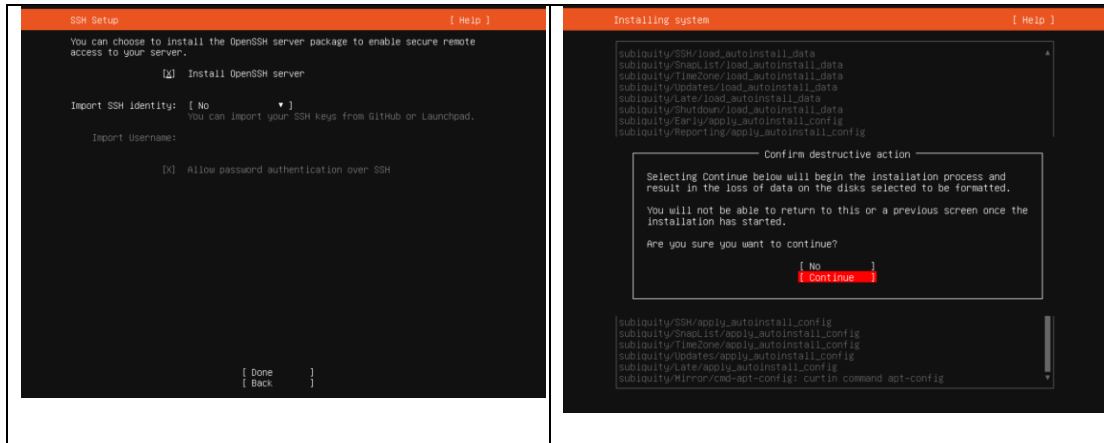 SSH Setup [ Help ]
You can choose to install the OpenSSH server package to enable secure remote
access to your server.
[X] Install OpenSSH server
Import SSH identity: [ No ▼ ]
You can import your SSH keys from GitHub or Launchpad.
Import Username:
[X] Allow password authentication over SSH
[ Done ]
[ Back ]
Installing system [ Help ]
subiquity/SSH/load_autoinstall_data
subiquity/SnapList/load_autoinstall_data
subiquity/TimeZone/load_autoinstall_data
subiquity/Updates/load_autoinstall_data
subiquity/Late/load_autoinstall_data
subiquity/Shutdown/load_autoinstall_data
subiquity/Early/apply_autoinstall_config
subiquity/Reporting/apply_autoinstall_config
Confirm destructive action
Selecting Continue below will begin the installation process and
result in the loss of data on the disks selected to be formatted.
You will not be able to return to this or a previous screen once the
installation has started.
Are you sure you want to continue?
[ No ]
[ Continue ]
subiquity/SSH/apply_autoinstall_config
subiquity/SnapList/apply_autoinstall_config
subiquity/TimeZone/apply_autoinstall_config
subiquity/Updates/apply_autoinstall_config
subiquity/Late/apply_autoinstall_config
subiquity/Mirror/cmd-apt-config: curtin command apt-config